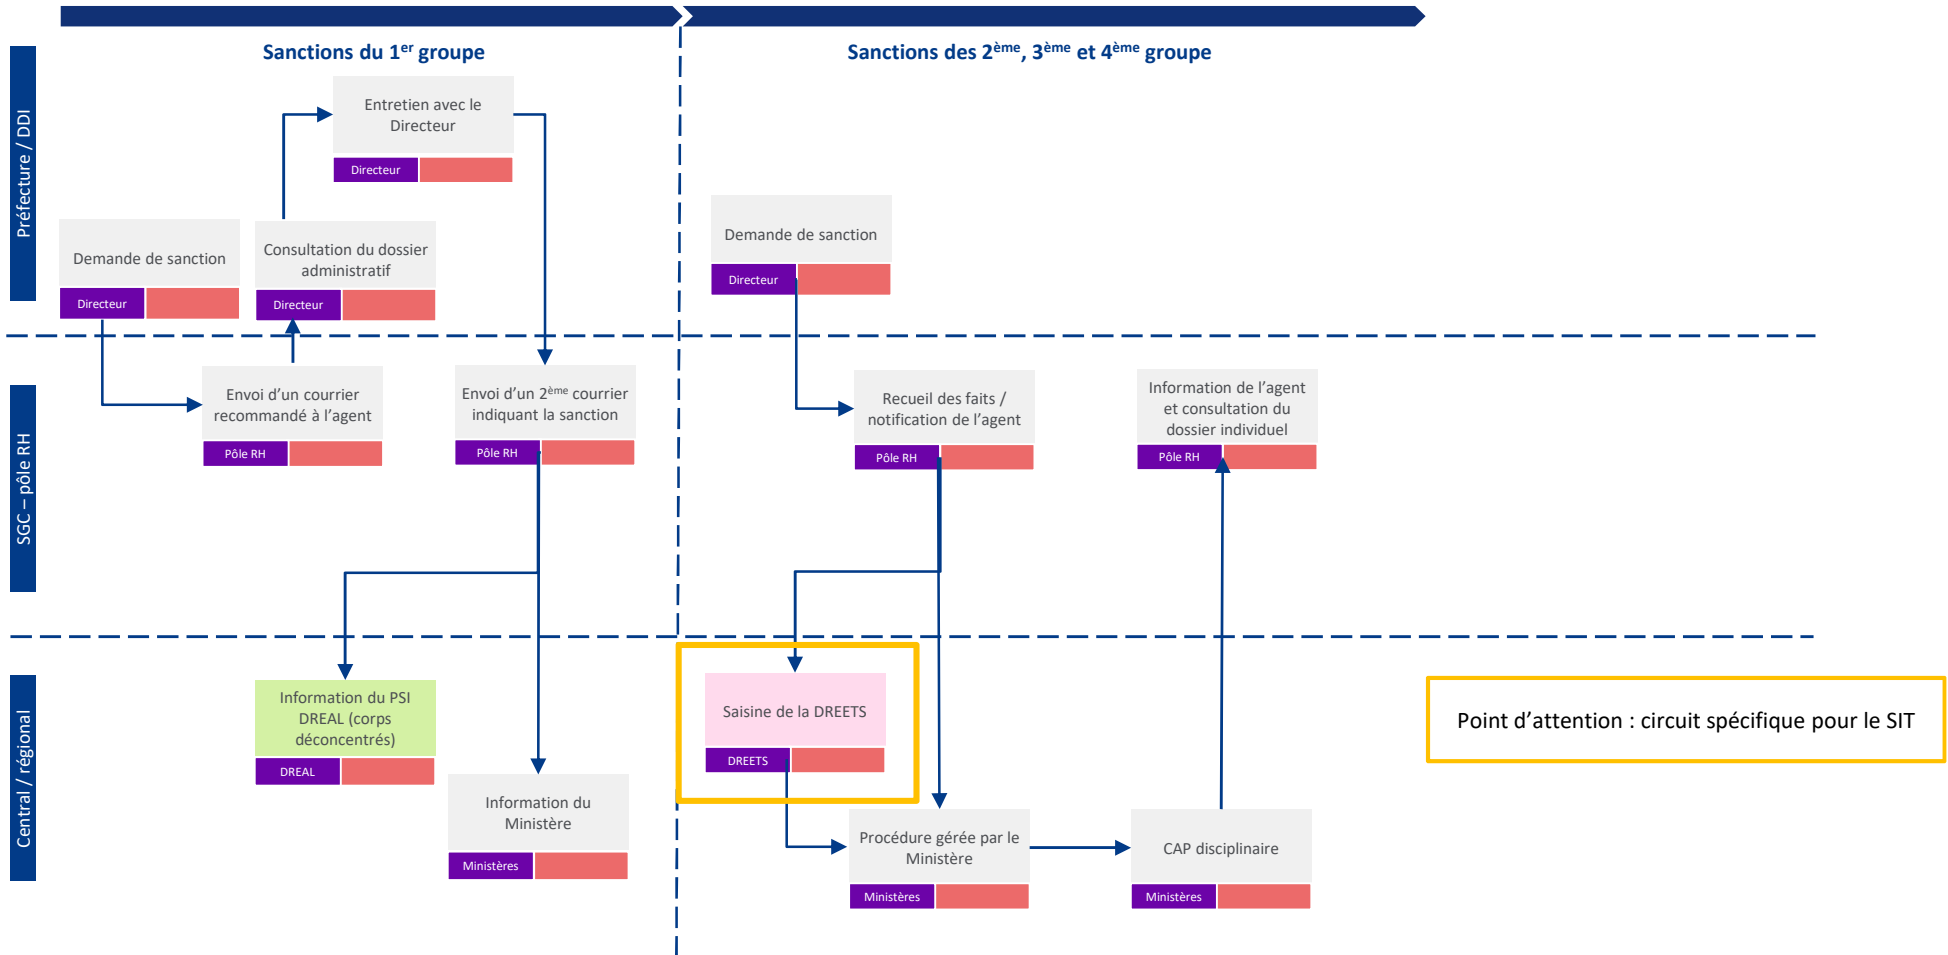 Sanctions du 1er groupe
Sanctions des 2ème, 3ème et 4ème groupe
Préfecture / DDI
Entretien avec le
Directeur
Directeur
Demande de sanction
Directeur
Consultation du dossier
administratif
Directeur
Demande de sanction
Directeur
SGC – pôle RH
Envoi d’un courrier
recommandé à l’agent
Pôle RH
Envoi d’un 2ème courrier
indiquant la sanction
Pôle RH
Recueil des faits /
notification de l’agent
Pôle RH
Information de l’agent
et consultation du
dossier individuel
Pôle RH
Central / régional
Information du PSI
DREAL (corps
déconcentrés)
DREAL
Information du
Ministère
Ministères
Saisine de la DREETS
DREETS
Procédure gérée par le
Ministère
Ministères
CAP disciplinaire
Ministères
Point d’attention : circuit spécifique pour le SIT